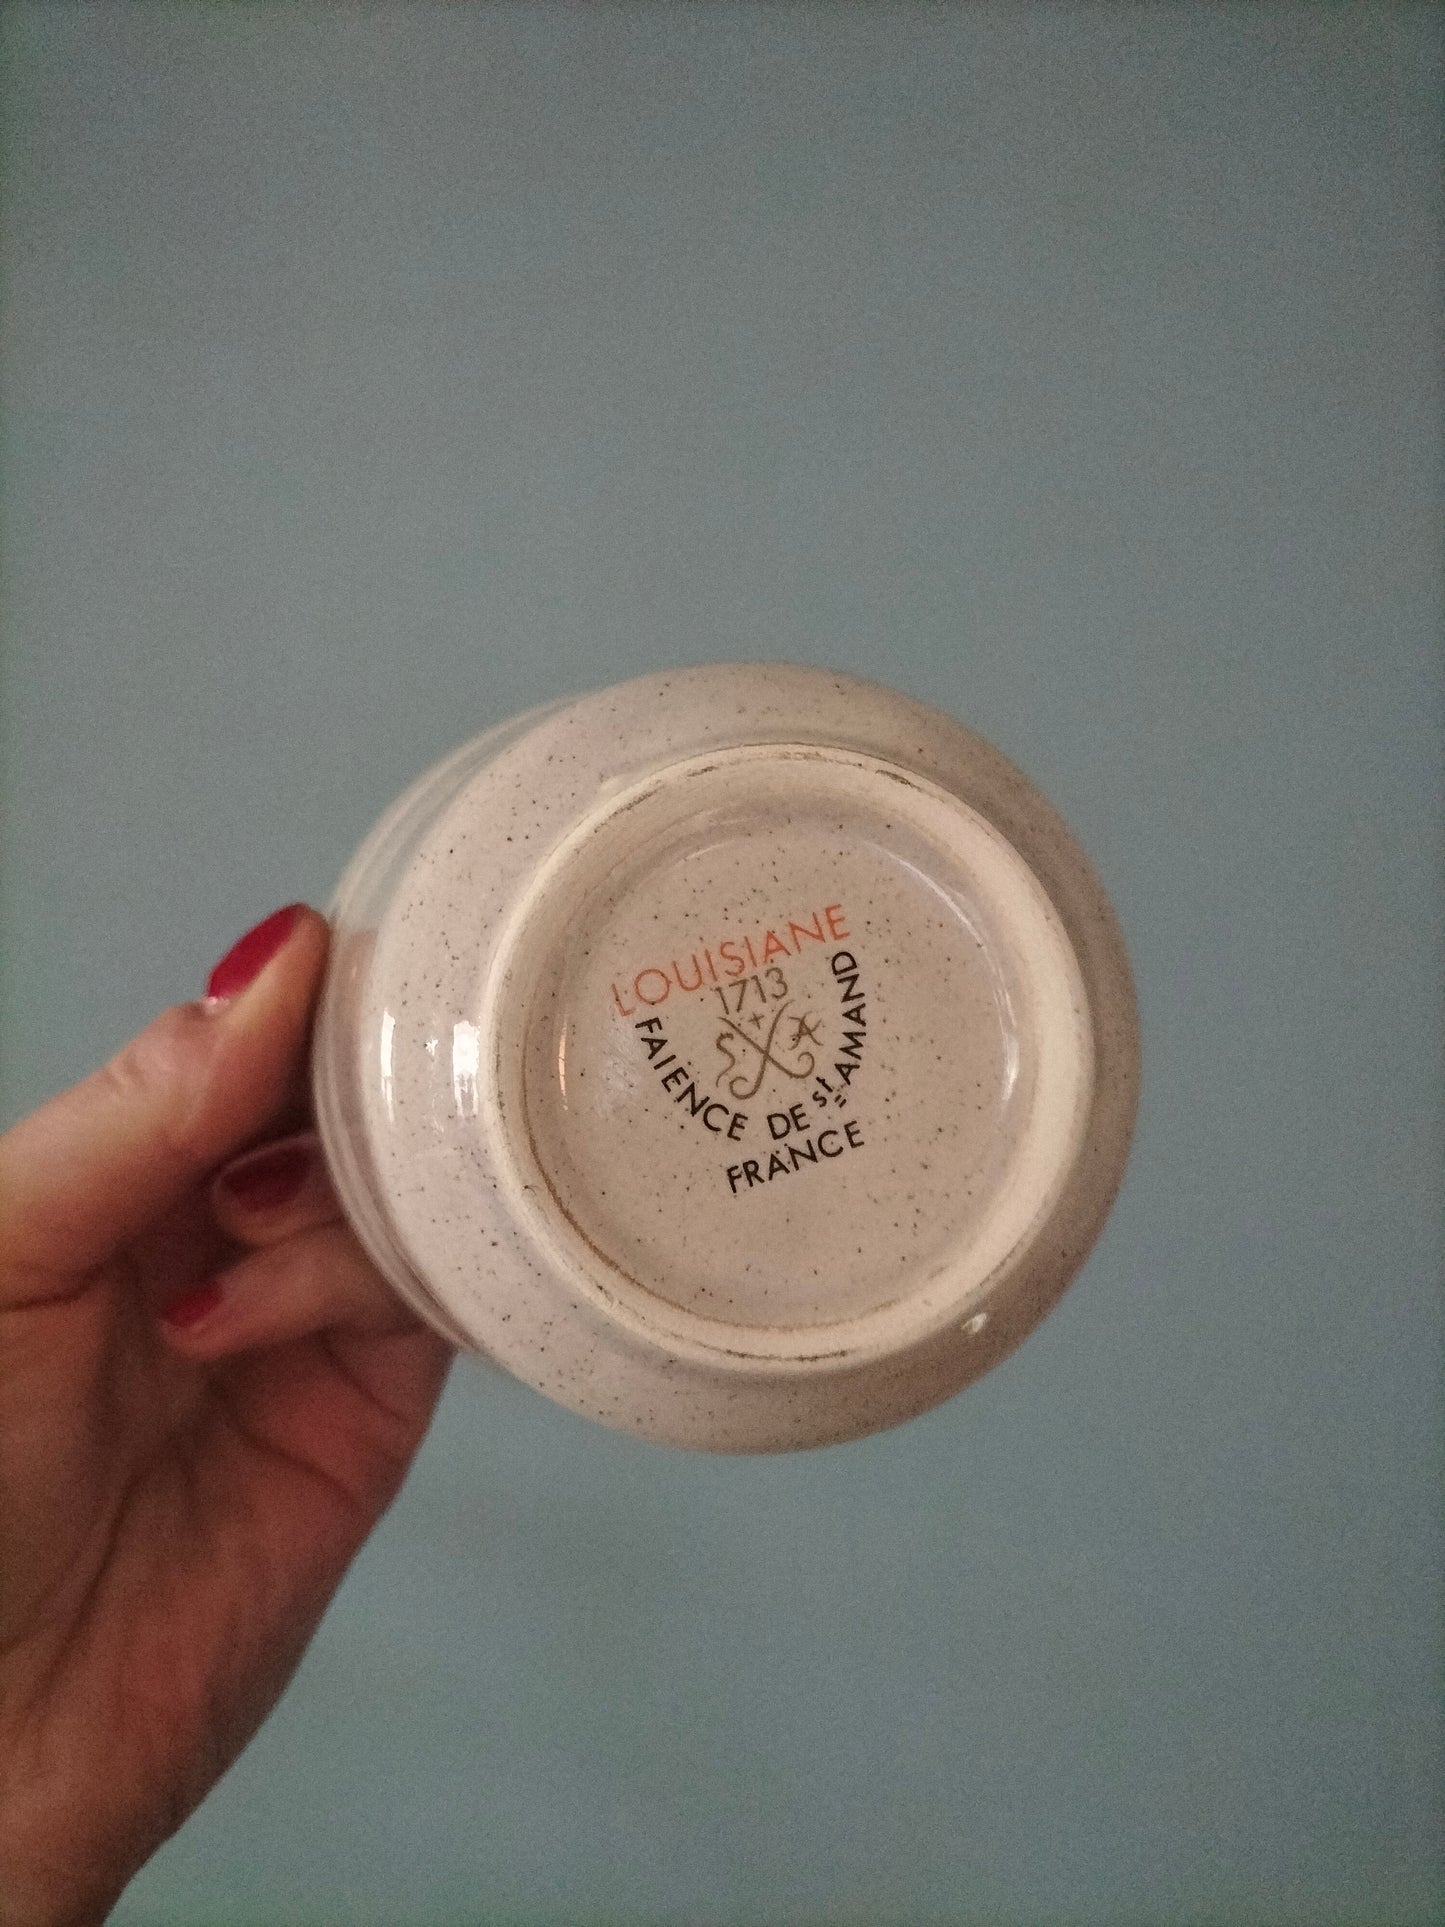 LOUISIANE
1713
S A
FAIENCE DE St AMAND
FRANCE